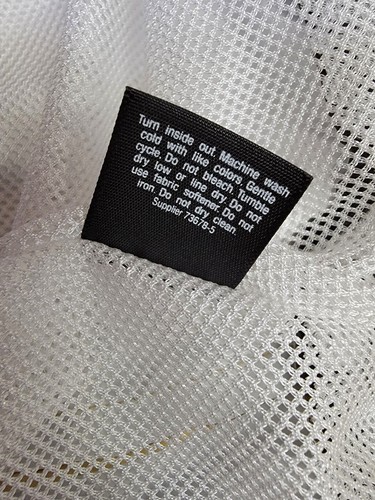 Turn inside out. Machine wash
cold with like colors. Gentle
cycle. Do not bleach. Tumble
dry low or line dry. Do not
use fabric softener. Do not
iron. Do not dry clean.
Supplier 73678-5